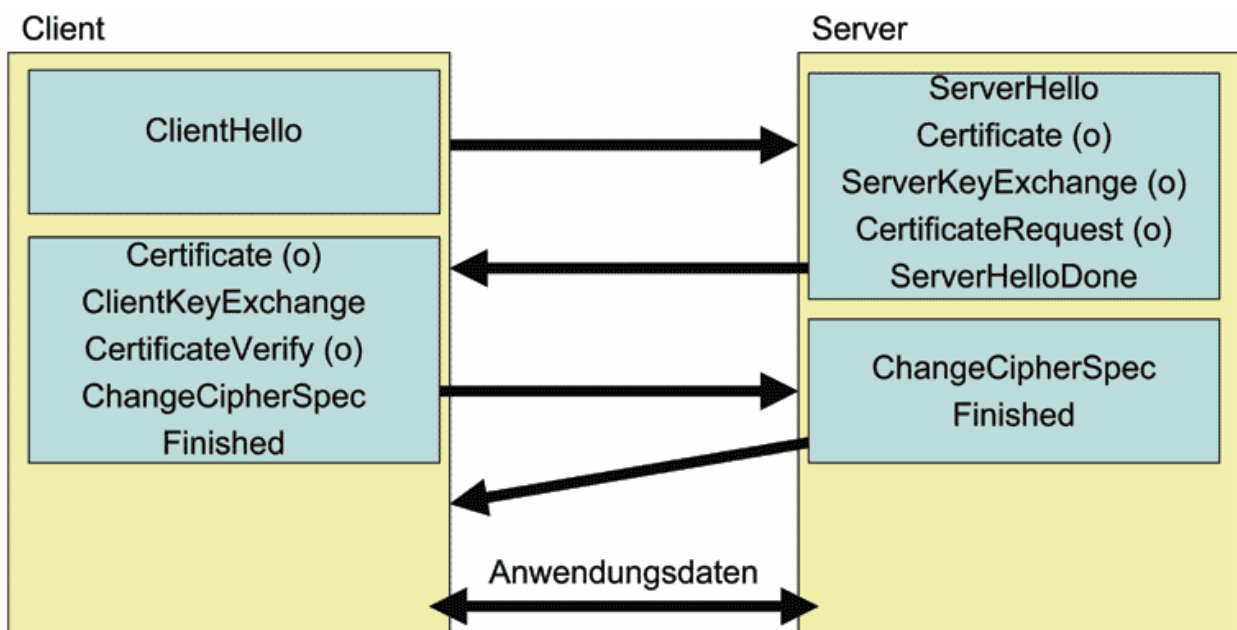 Client
Server
ClientHello
ServerHello
Certificate (o)
ServerKeyExchange (o)
CertificateRequest (o)
ServerHelloDone
Certificate (o)
ClientKeyExchange
CertificateVerify (o)
ChangeCipherSpec
Finished
ChangeCipherSpec
Finished
Anwendungsdaten